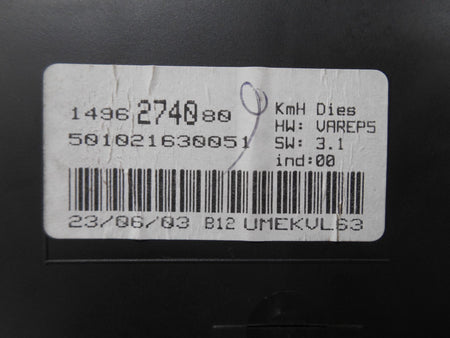 1496 2740 80
501021630051
KmH Dies
HW: VAREP5
SW: 3.1
ind:00
23/06/03 B12 UMEKVL63